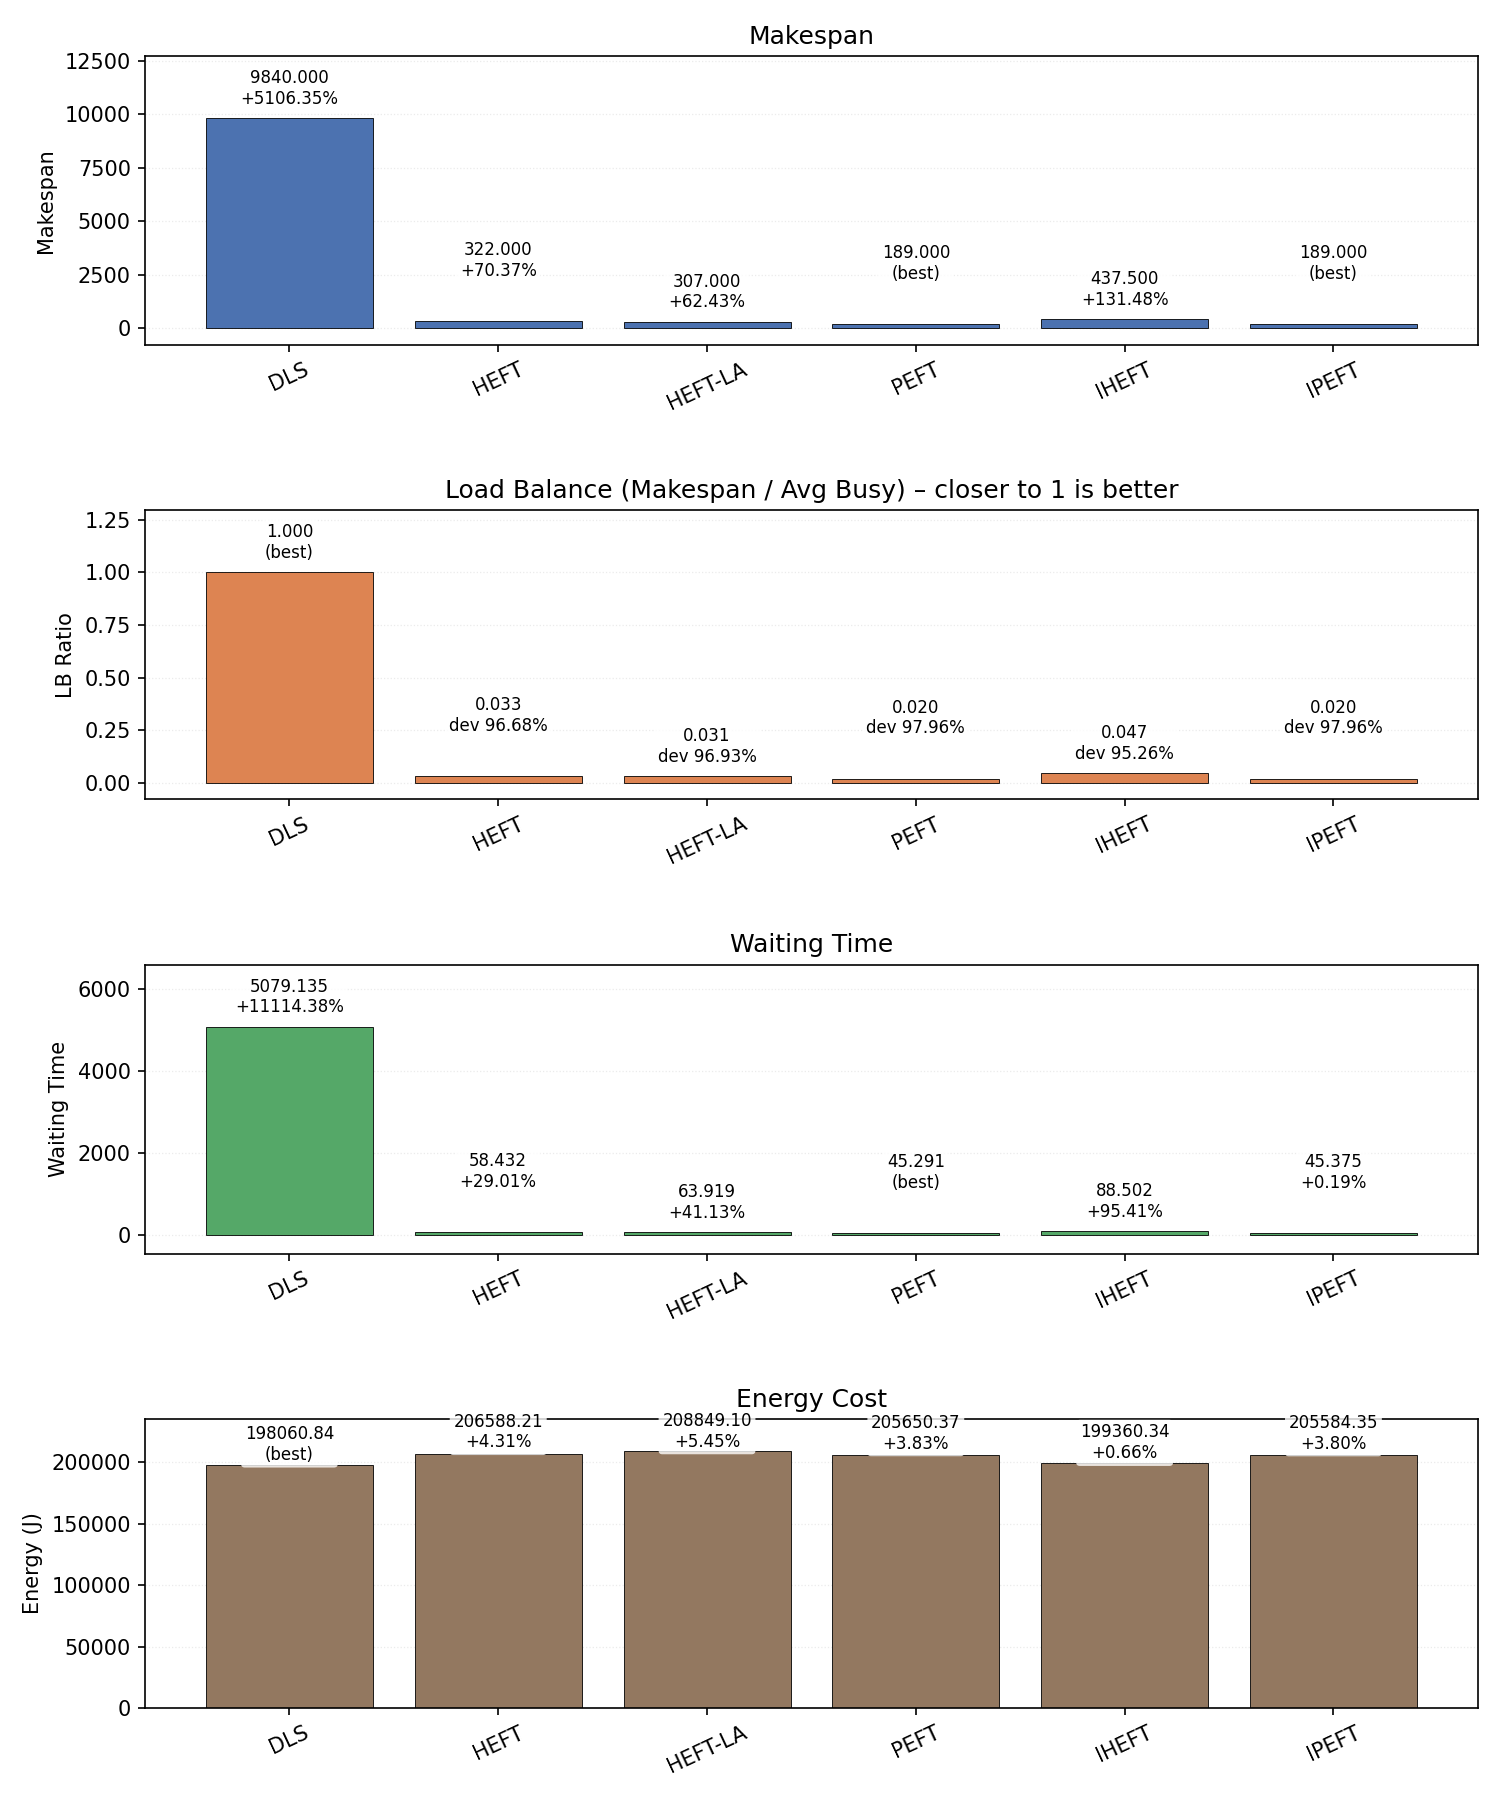 Makespan
Makespan
12500
10000
7500
5000
2500
0
9840.000
+5106.35%
322.000
+70.37%
307.000
+62.43%
189.000
(best)
437.500
+131.48%
189.000
(best)
DLS
HEFT
HEFT-LA
PEFT
IHEFT
IPEFT
Load Balance (Makespan / Avg Busy) – closer to 1 is better
LB Ratio
1.25
1.00
0.75
0.50
0.25
0.00
1.000
(best)
0.033
dev 96.68%
0.031
dev 96.93%
0.020
dev 97.96%
0.047
dev 95.26%
0.020
dev 97.96%
DLS
HEFT
HEFT-LA
PEFT
IHEFT
IPEFT
Waiting Time
Waiting Time
6000
4000
2000
0
5079.135
+11114.38%
58.432
+29.01%
63.919
+41.13%
45.291
(best)
88.502
+95.41%
45.375
+0.19%
DLS
HEFT
HEFT-LA
PEFT
IHEFT
IPEFT
Energy Cost
Energy (J)
200000
150000
100000
50000
0
198060.84
(best)
206588.21
+4.31%
208849.10
+5.45%
205650.37
+3.83%
199360.34
+0.66%
205584.35
+3.80%
DLS
HEFT
HEFT-LA
PEFT
IHEFT
IPEFT